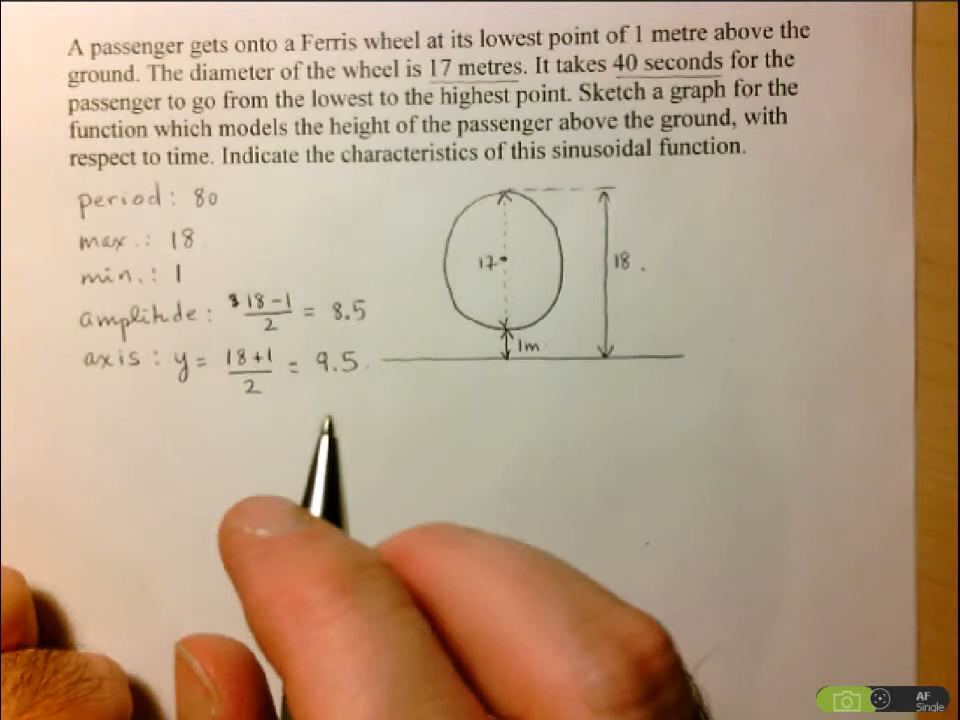 A passenger gets onto a Ferris wheel at its lowest point of 1 metre above the
ground. The diameter of the wheel is 17 metres. It takes 40 seconds for the
passenger to go from the lowest to the highest point. Sketch a graph for the
function which models the height of the passenger above the ground, with
respect to time. Indicate the characteristics of this sinusoidal function.
period: 80
max.: 18
min.: 1
amplitude: 18-1/2 = 8.5
axis: y = 18+1/2 = 9.5
17
18
1m
AF
Single